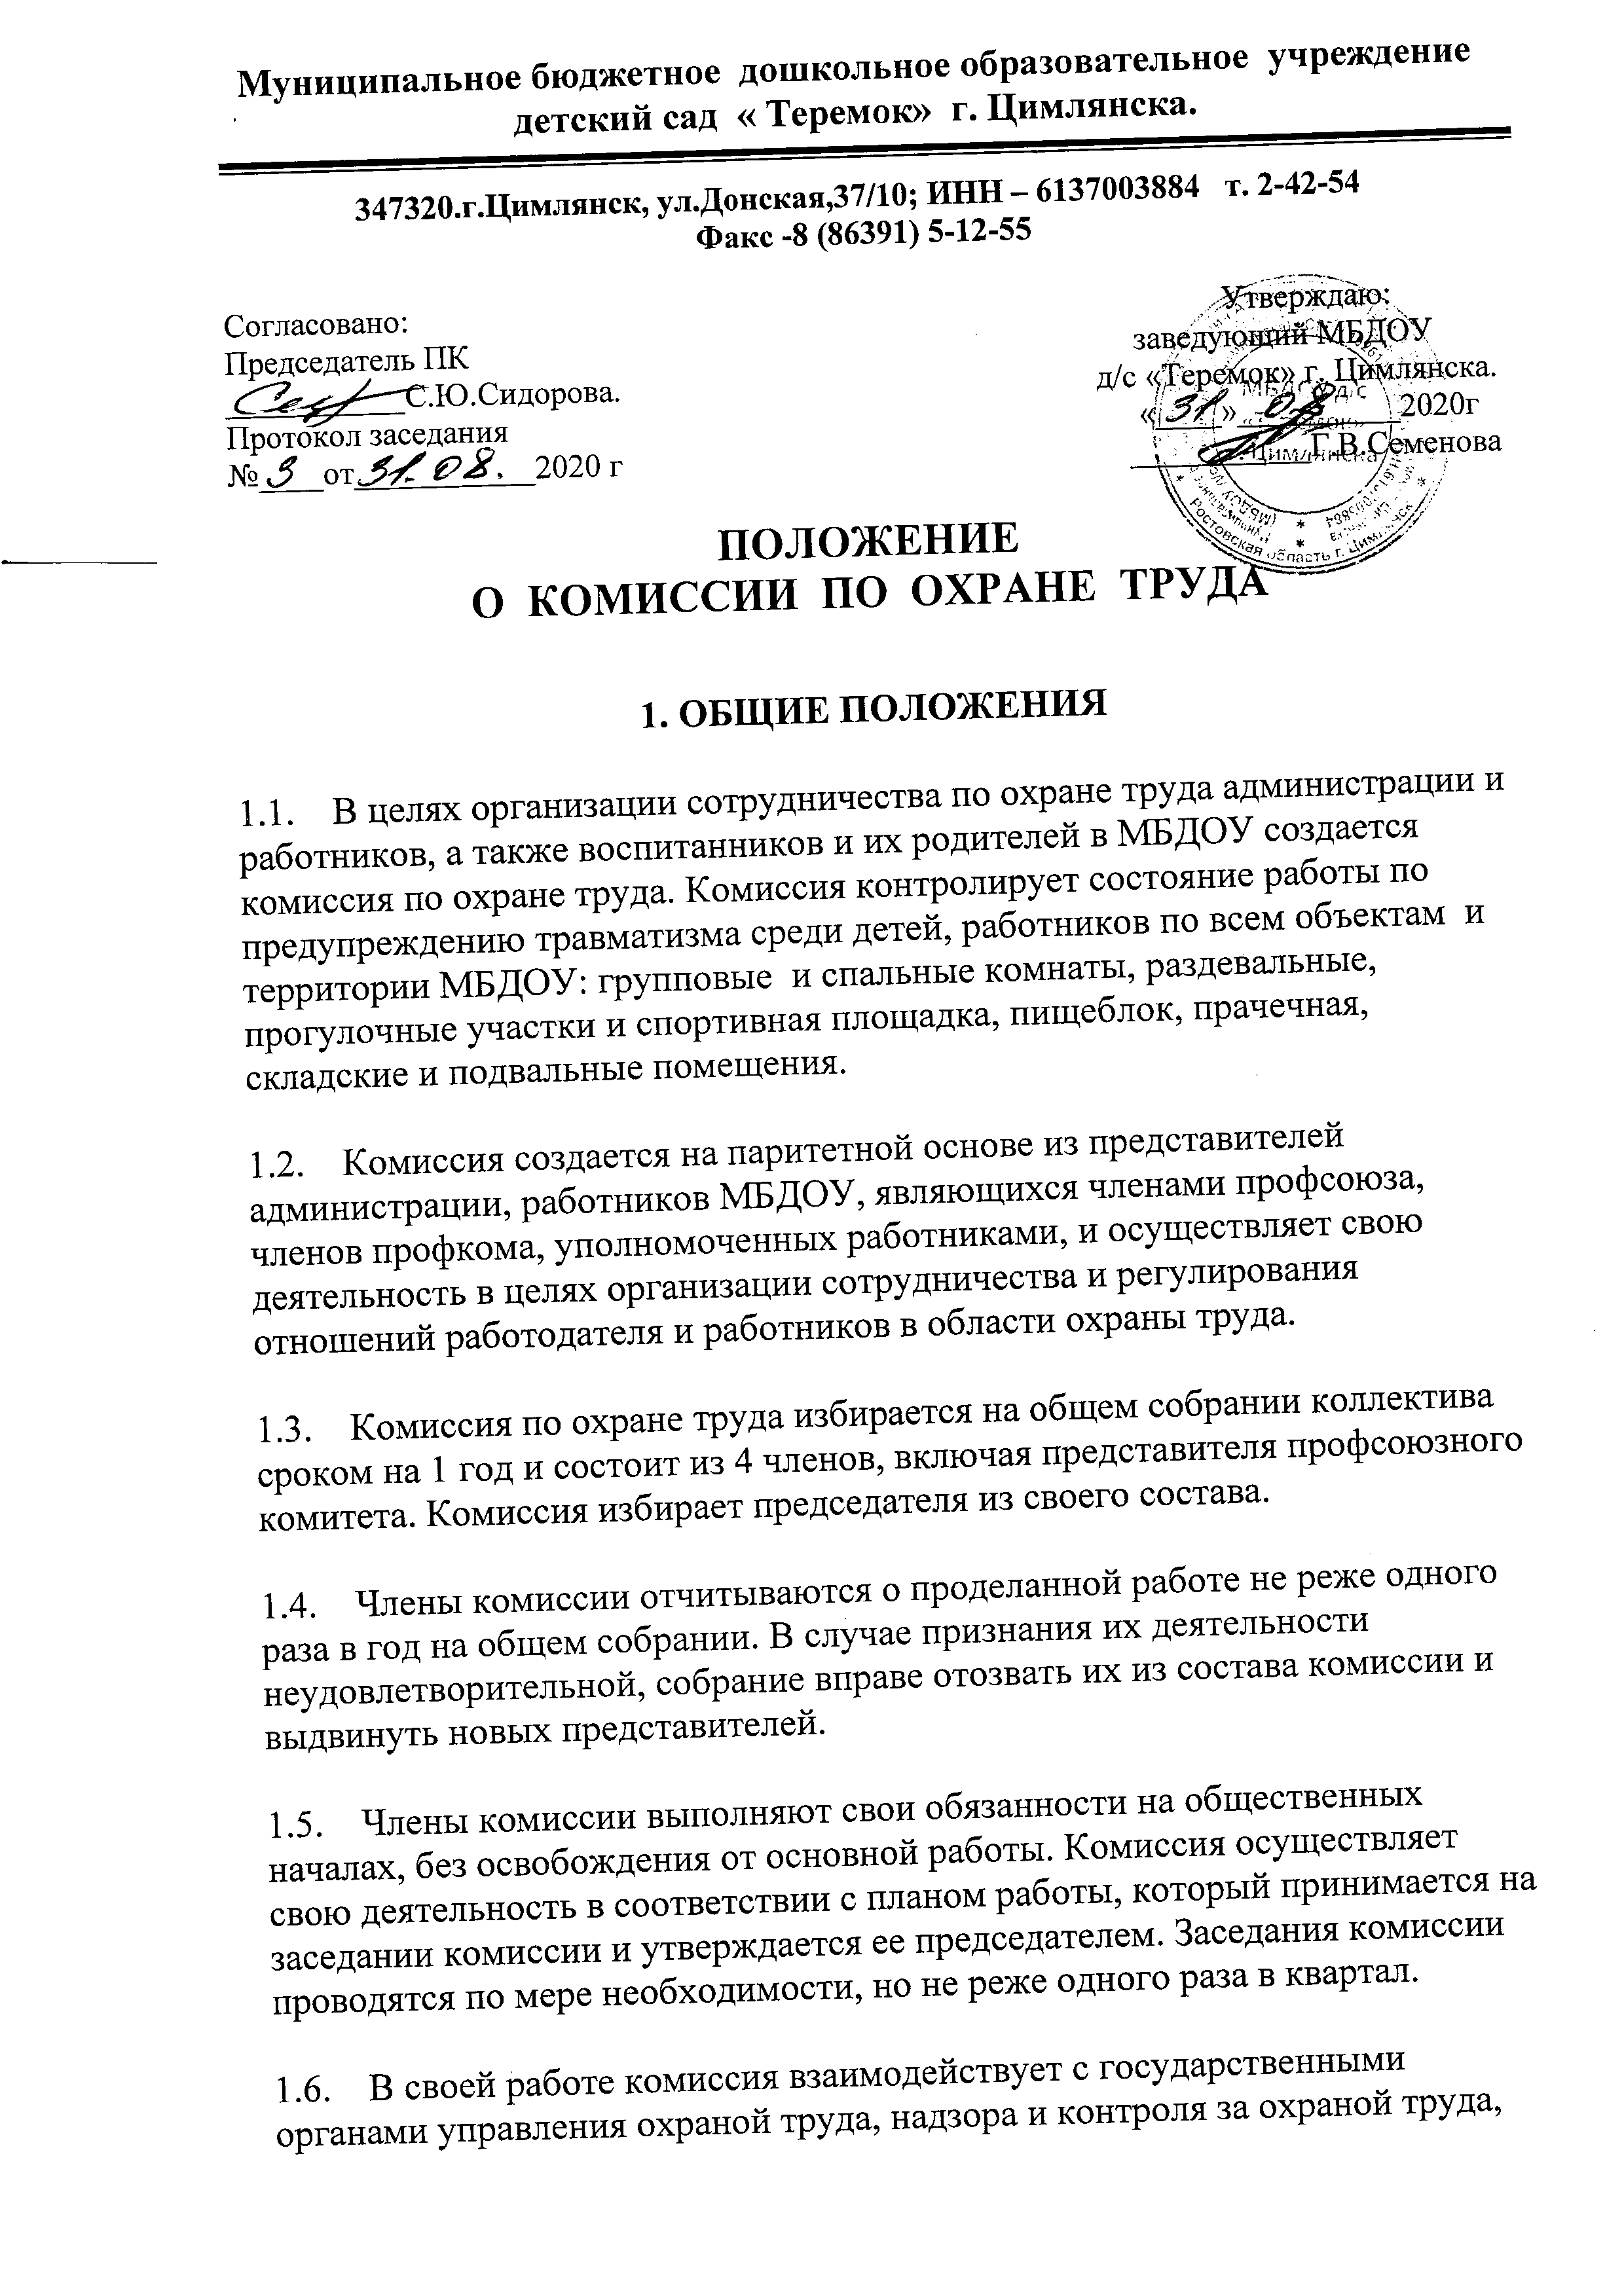 Муниципальное бюджетное дошкольное образовательное учреждение
детский сад « Теремок» г. Цимлянска.
347320.г.Цимлянск, ул.Донская,37/10; ИНН – 6137003884 т. 2-42-54
Факс -8 (86391) 5-12-55
Согласовано:
Председатель ПК
С.Ю.Сидорова.
Протокол заседания
№ 3 от 31.08. 2020 г
Утверждаю:
заведующий МБДОУ
д/с «Теремок» г. Цимлянска.
« 31 » 08 2020г
Г.В.Семенова
МБДОУ д/с
Цимлянска
Ростовская область г. Цимлянск
ПОЛОЖЕНИЕ
О КОМИССИИ ПО ОХРАНЕ ТРУДА
1. ОБЩИЕ ПОЛОЖЕНИЯ
1.1. В целях организации сотрудничества по охране труда администрации и
работников, а также воспитанников и их родителей в МБДОУ создается
комиссия по охране труда. Комиссия контролирует состояние работы по
предупреждению травматизма среди детей, работников по всем объектам и
территории МБДОУ: групповые и спальные комнаты, раздевальные,
прогулочные участки и спортивная площадка, пищеблок, прачечная,
складские и подвальные помещения.
1.2. Комиссия создается на паритетной основе из представителей
администрации, работников МБДОУ, являющихся членами профсоюза,
членов профкома, уполномоченных работниками, и осуществляет свою
деятельность в целях организации сотрудничества и регулирования
отношений работодателя и работников в области охраны труда.
1.3. Комиссия по охране труда избирается на общем собрании коллектива
сроком на 1 год и состоит из 4 членов, включая представителя профсоюзного
комитета. Комиссия избирает председателя из своего состава.
1.4. Члены комиссии отчитываются о проделанной работе не реже одного
раза в год на общем собрании. В случае признания их деятельности
неудовлетворительной, собрание вправе отозвать их из состава комиссии и
выдвинуть новых представителей.
1.5. Члены комиссии выполняют свои обязанности на общественных
началах, без освобождения от основной работы. Комиссия осуществляет
свою деятельность в соответствии с планом работы, который принимается на
заседании комиссии и утверждается ее председателем. Заседания комиссии
проводятся по мере необходимости, но не реже одного раза в квартал.
1.6. В своей работе комиссия взаимодействует с государственными
органами управления охраной труда, надзора и контроля за охраной труда,